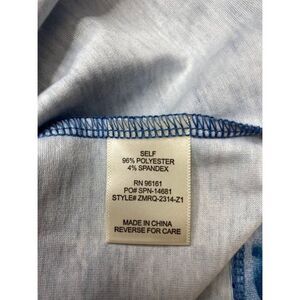 SELF
96% POLYESTER
4% SPANDEX
RN 96161
PO# SPN-14681
STYLE# ZMRQ-2314-Z1
MADE IN CHINA
REVERSE FOR CARE